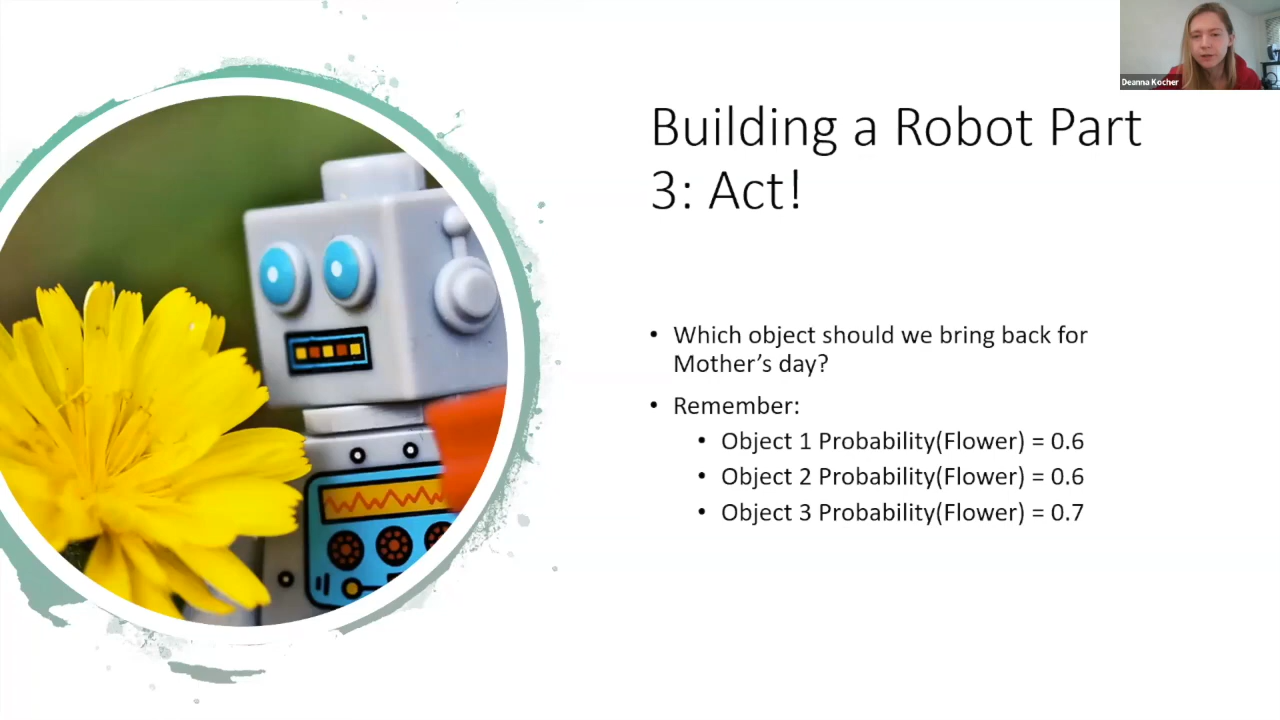 Deanna Kocher
Building a Robot Part
3: Act!
• Which object should we bring back for
Mother’s day?
• Remember:
• Object 1 Probability(Flower) = 0.6
• Object 2 Probability(Flower) = 0.6
• Object 3 Probability(Flower) = 0.7